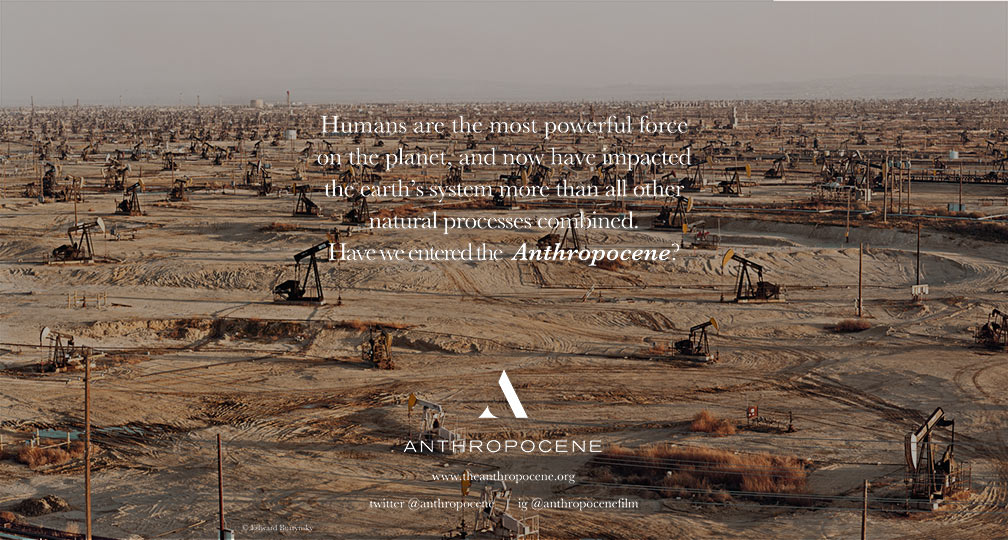 Humans are the most powerful force
on the planet, and now have impacted
the earth's system more than all other
natural processes combined.
Have we entered the Anthropocene?
ANTHROPOCENE
www.theanthropocene.org
twitter @anthropocene ig @anthropocenefilm
© Edward Burtynsky